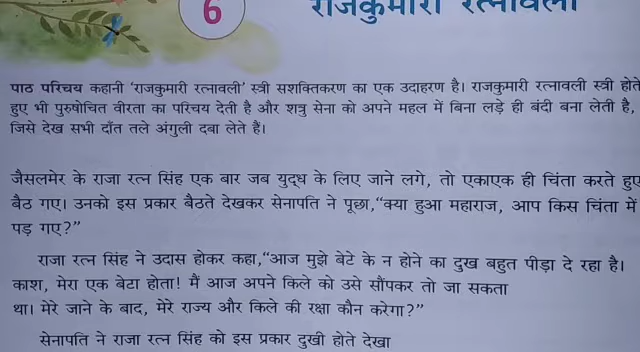 6
राजकुमारी रत्नावली
पाठ परिचय कहानी ‘राजकुमारी रत्नावली’ स्त्री सशक्तिकरण का एक उदाहरण है। राजकुमारी रत्नावली स्त्री होते
हुए भी पुरुषोचित वीरता का परिचय देती है और शत्रु सेना को अपने महल में बिना लड़े ही बंदी बना लेती है,
जिसे देख सभी दाँत तले अंगुली दबा लेते हैं।
जैसलमेर के राजा रत्न सिंह एक बार जब युद्ध के लिए जाने लगे, तो एकाएक ही चिंता करते हुए
बैठ गए। उनको इस प्रकार बैठते देखकर सेनापति ने पूछा,“क्या हुआ महाराज, आप किस चिंता में
पड़ गए?”
राजा रत्न सिंह ने उदास होकर कहा,“आज मुझे बेटे के न होने का दुख बहुत पीड़ा दे रहा है।
काश, मेरा एक बेटा होता! मैं आज अपने किले को उसे सौंपकर तो जा सकता
था। मेरे जाने के बाद, मेरे राज्य और किले की रक्षा कौन करेगा?”
सेनापति ने राजा रत्न सिंह को इस प्रकार दुखी होते देखा